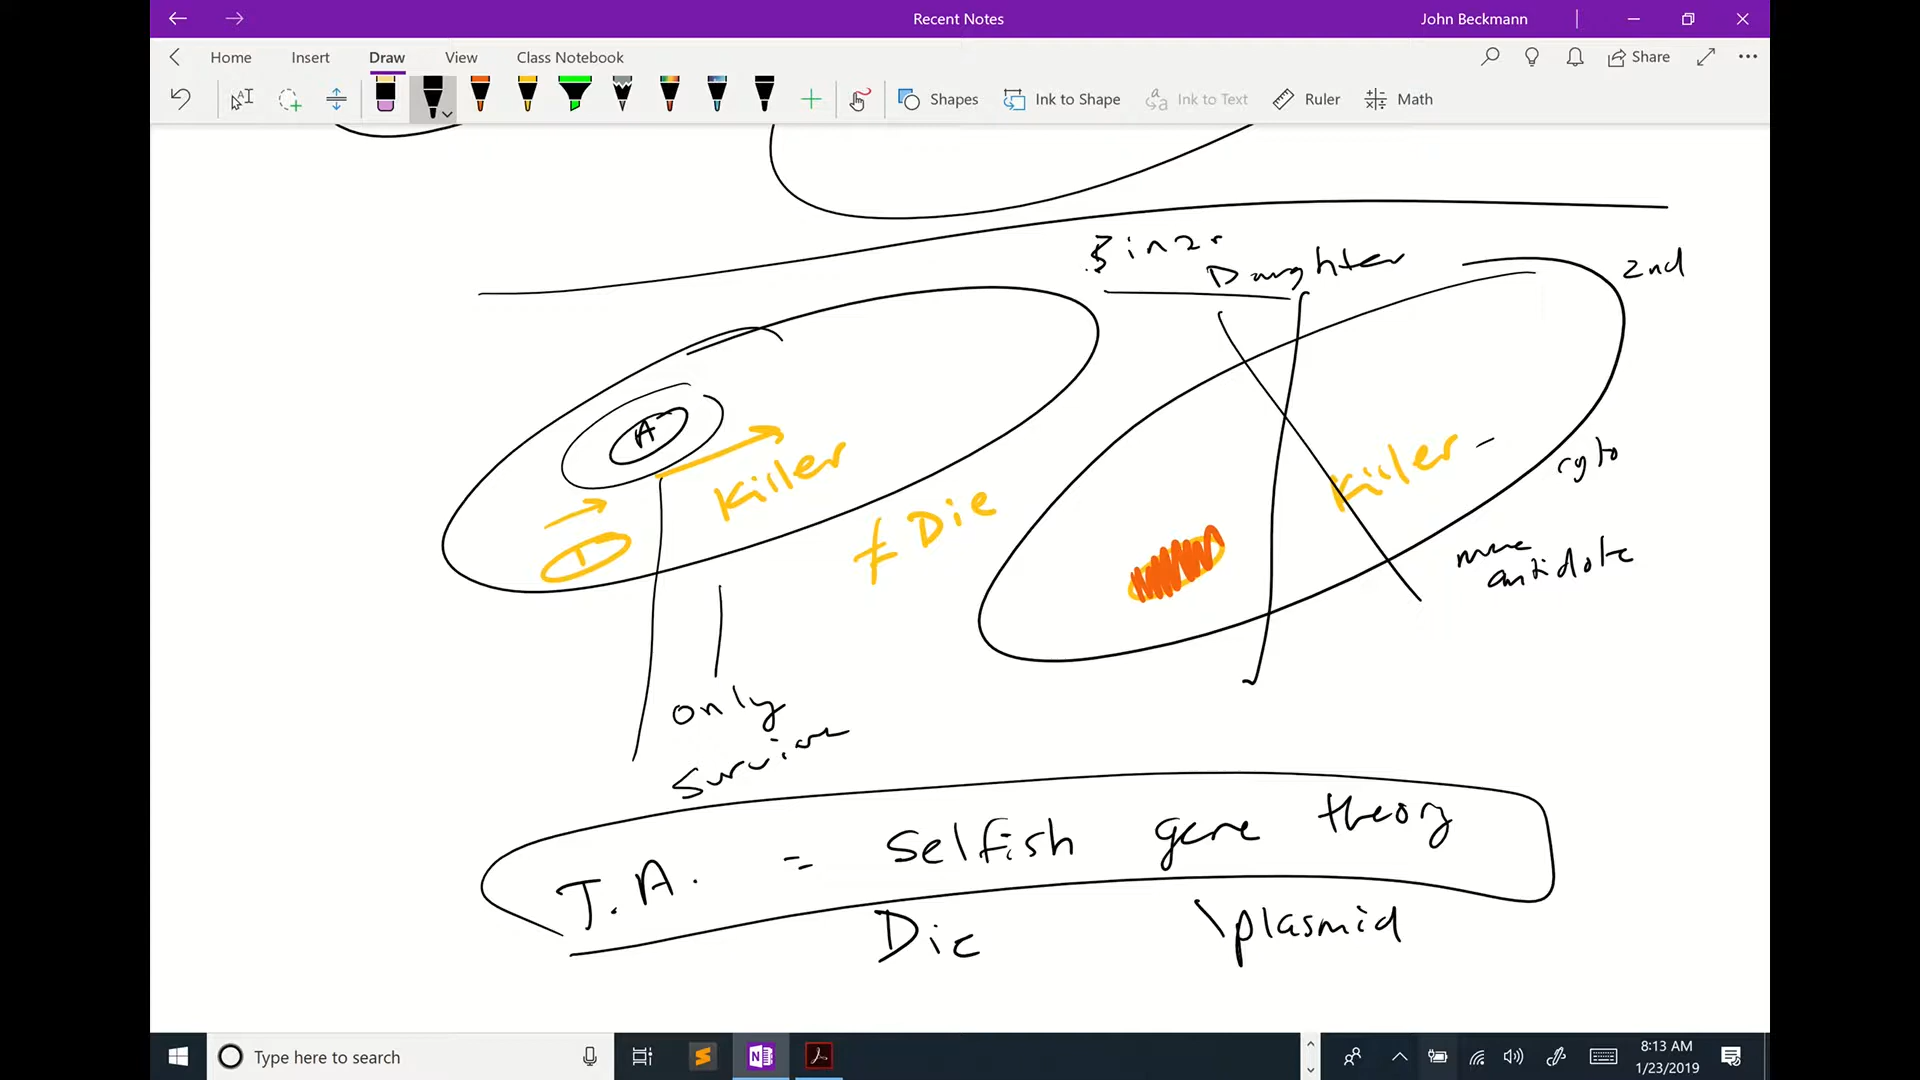 Recent Notes
John Beckmann
Home Insert Draw View Class Notebook
Share
Shapes Ink to Shape Ink to Text Ruler Math
Daughter
2nd
A
Killer
T
≠ Die
Killer
cyto
more
antidote
only
survive
T.A. = Selfish gene theory
Die
plasmid
Type here to search
8:13 AM
1/23/2019